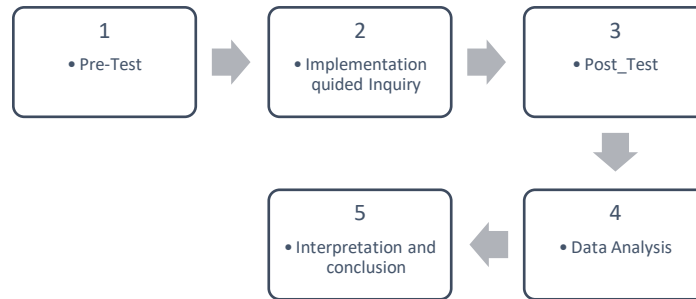 1
• Pre-Test
2
• Implementation
quided Inquiry
3
• Post_Test
4
• Data Analysis
5
• Interpretation and
conclusion